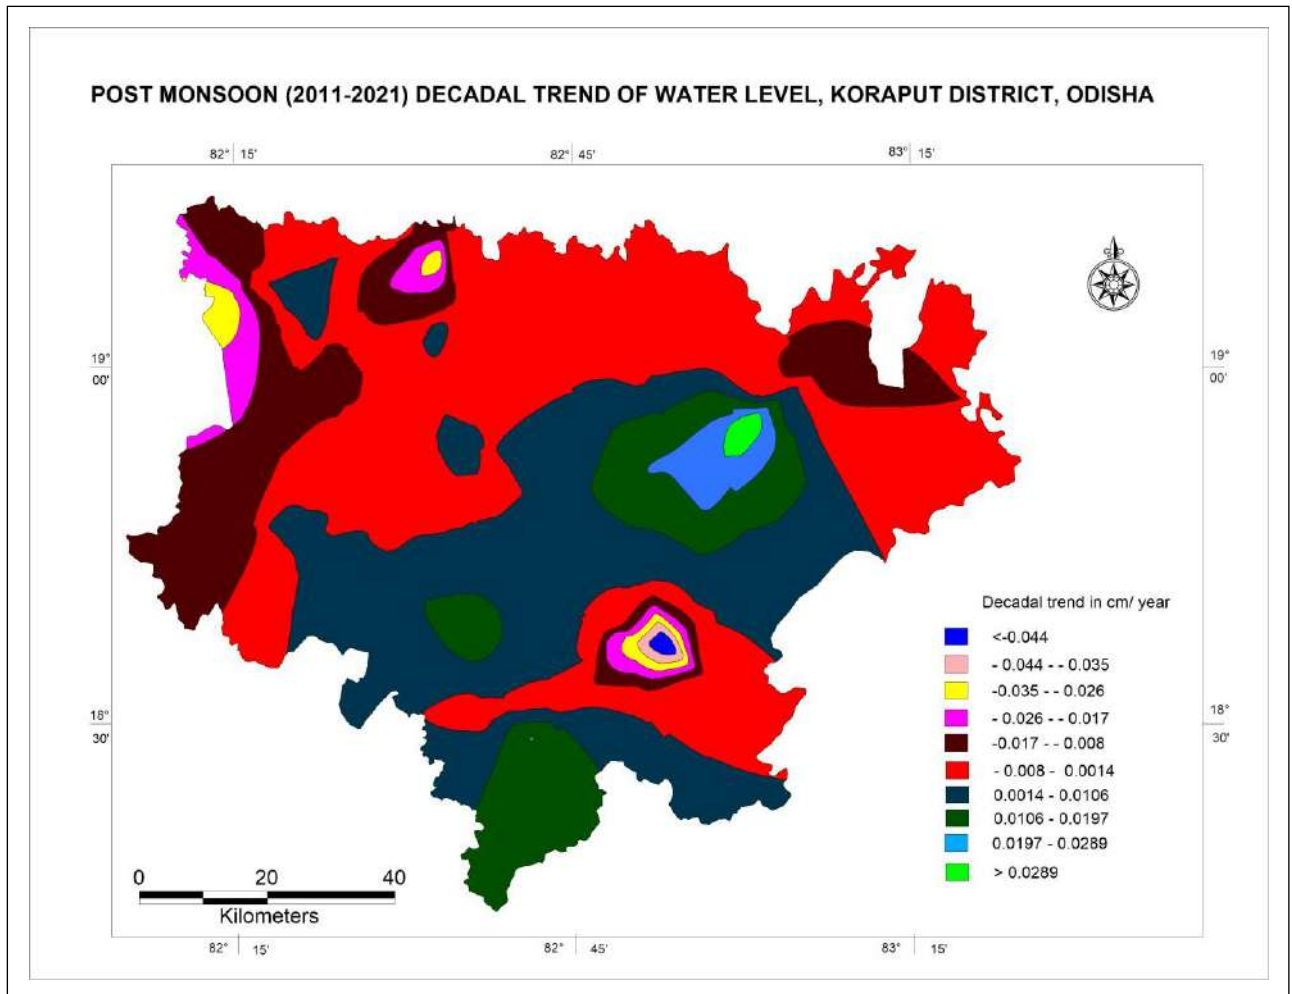 POST MONSOON (2011-2021) DECADAL TREND OF WATER LEVEL, KORAPUT DISTRICT, ODISHA
82° 15' 82° 45' 83° 15'
19° 00' 19° 00'
18° 30' 18° 30'
Decadal trend in cm/ year
<-0.044
- 0.044 - - 0.035
-0.035 - - 0.026
- 0.026 - - 0.017
-0.017 - - 0.008
- 0.008 - 0.0014
0.0014 - 0.0106
0.0106 - 0.0197
0.0197 - 0.0289
> 0.0289
0 20 40
Kilometers
82° 15' 82° 45' 83° 15'